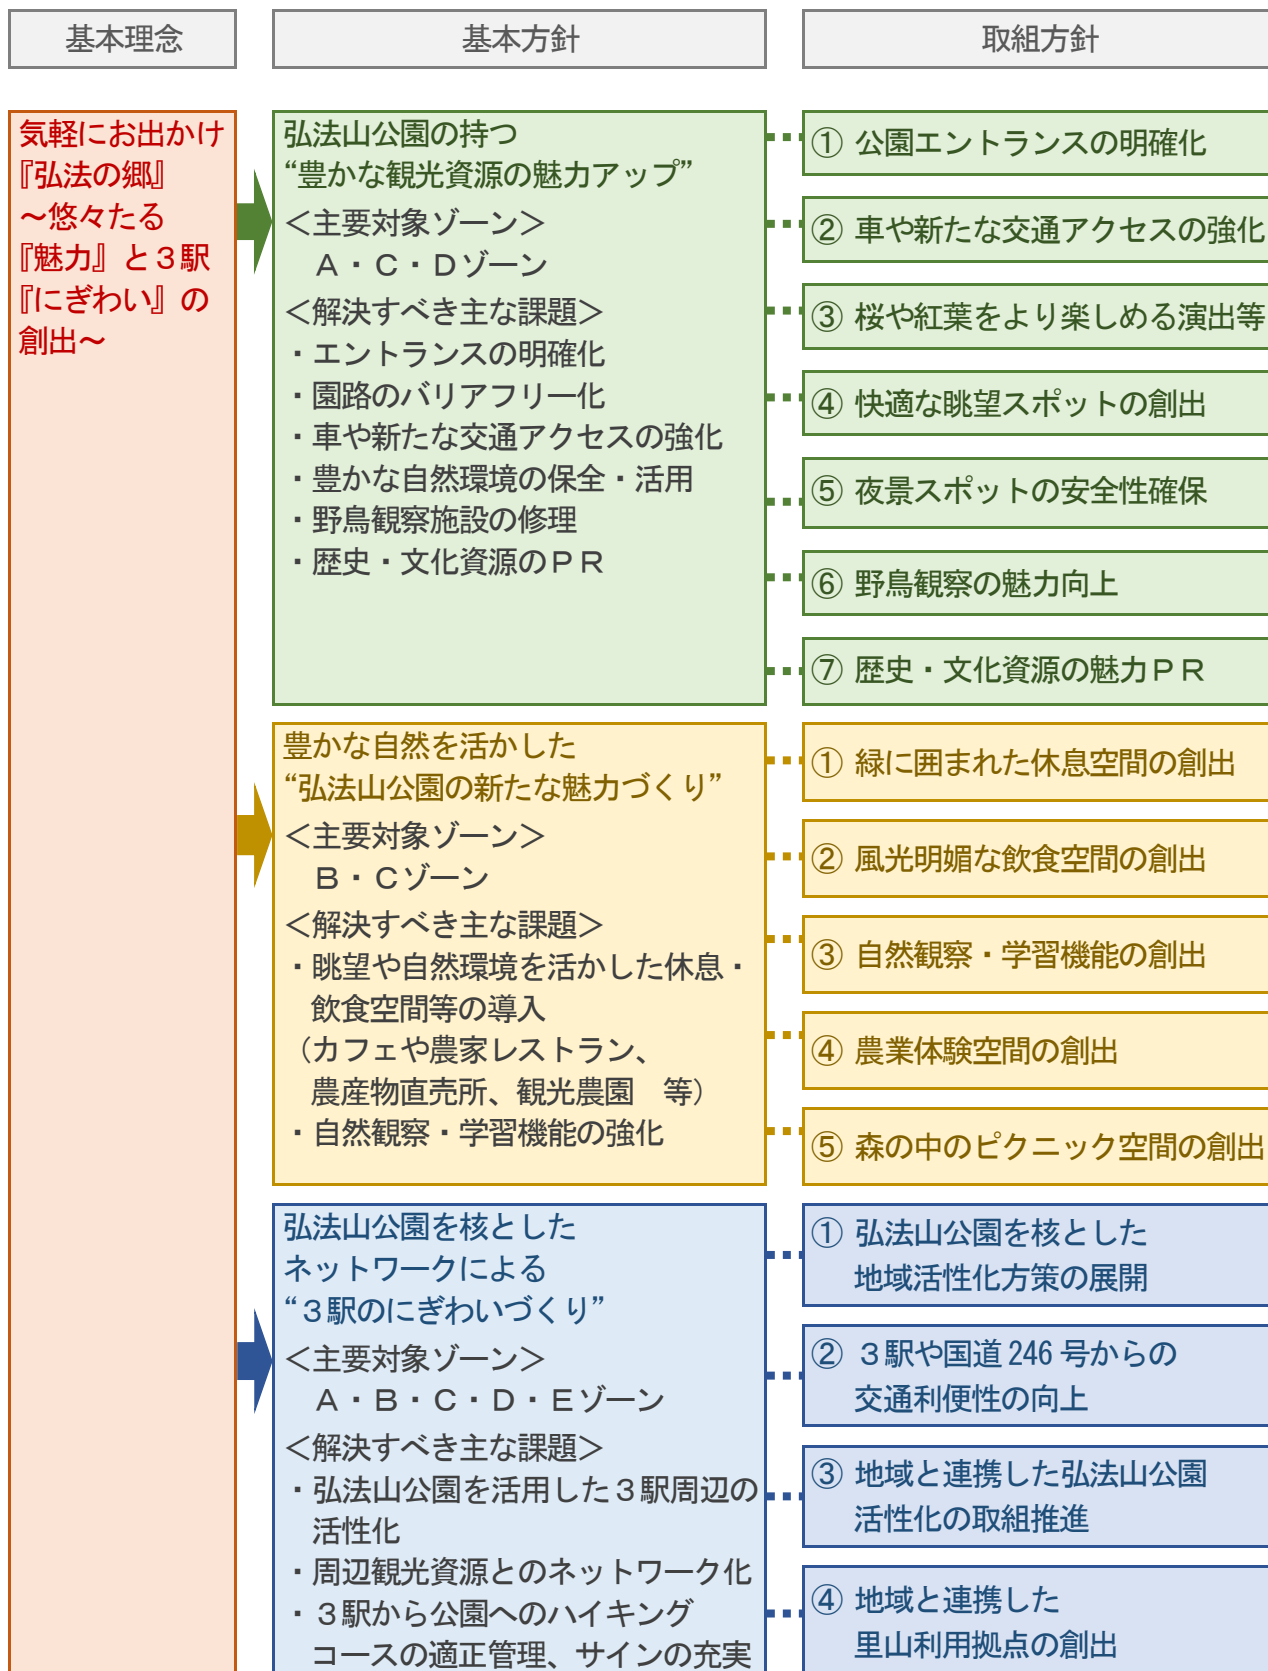 基本理念
基本方針
取組方針
気軽にお出かけ
『弘法の郷』
～悠々たる
『魅力』と３駅
『にぎわい』の
創出～
弘法山公園の持つ
“豊かな観光資源の魅力アップ”
＜主要対象ゾーン＞
Ａ・Ｃ・Ｄゾーン
＜解決すべき主な課題＞
・エントランスの明確化
・園路のバリアフリー化
・車や新たな交通アクセスの強化
・豊かな自然環境の保全・活用
・野鳥観察施設の修理
・歴史・文化資源のＰＲ
① 公園エントランスの明確化
② 車や新たな交通アクセスの強化
③ 桜や紅葉をより楽しめる演出等
④ 快適な眺望スポットの創出
⑤ 夜景スポットの安全性確保
⑥ 野鳥観察の魅力向上
⑦ 歴史・文化資源の魅力ＰＲ
豊かな自然を活かした
“弘法山公園の新たな魅力づくり”
＜主要対象ゾーン＞
Ｂ・Ｃゾーン
＜解決すべき主な課題＞
・眺望や自然環境を活かした休息・
飲食空間等の導入
（カフェや農家レストラン、
農産物直売所、観光農園　等）
・自然観察・学習機能の強化
① 緑に囲まれた休息空間の創出
② 風光明媚な飲食空間の創出
③ 自然観察・学習機能の創出
④ 農業体験空間の創出
⑤ 森の中のピクニック空間の創出
弘法山公園を核とした
ネットワークによる
“３駅のにぎわいづくり”
＜主要対象ゾーン＞
Ａ・Ｂ・Ｃ・Ｄ・Ｅゾーン
＜解決すべき主な課題＞
・弘法山公園を活用した３駅周辺の
活性化
・周辺観光資源とのネットワーク化
・３駅から公園へのハイキング
コースの適正管理、サインの充実
① 弘法山公園を核とした
地域活性化方策の展開
② ３駅や国道 246 号からの
交通利便性の向上
③ 地域と連携した弘法山公園
活性化の取組推進
④ 地域と連携した
里山利用拠点の創出